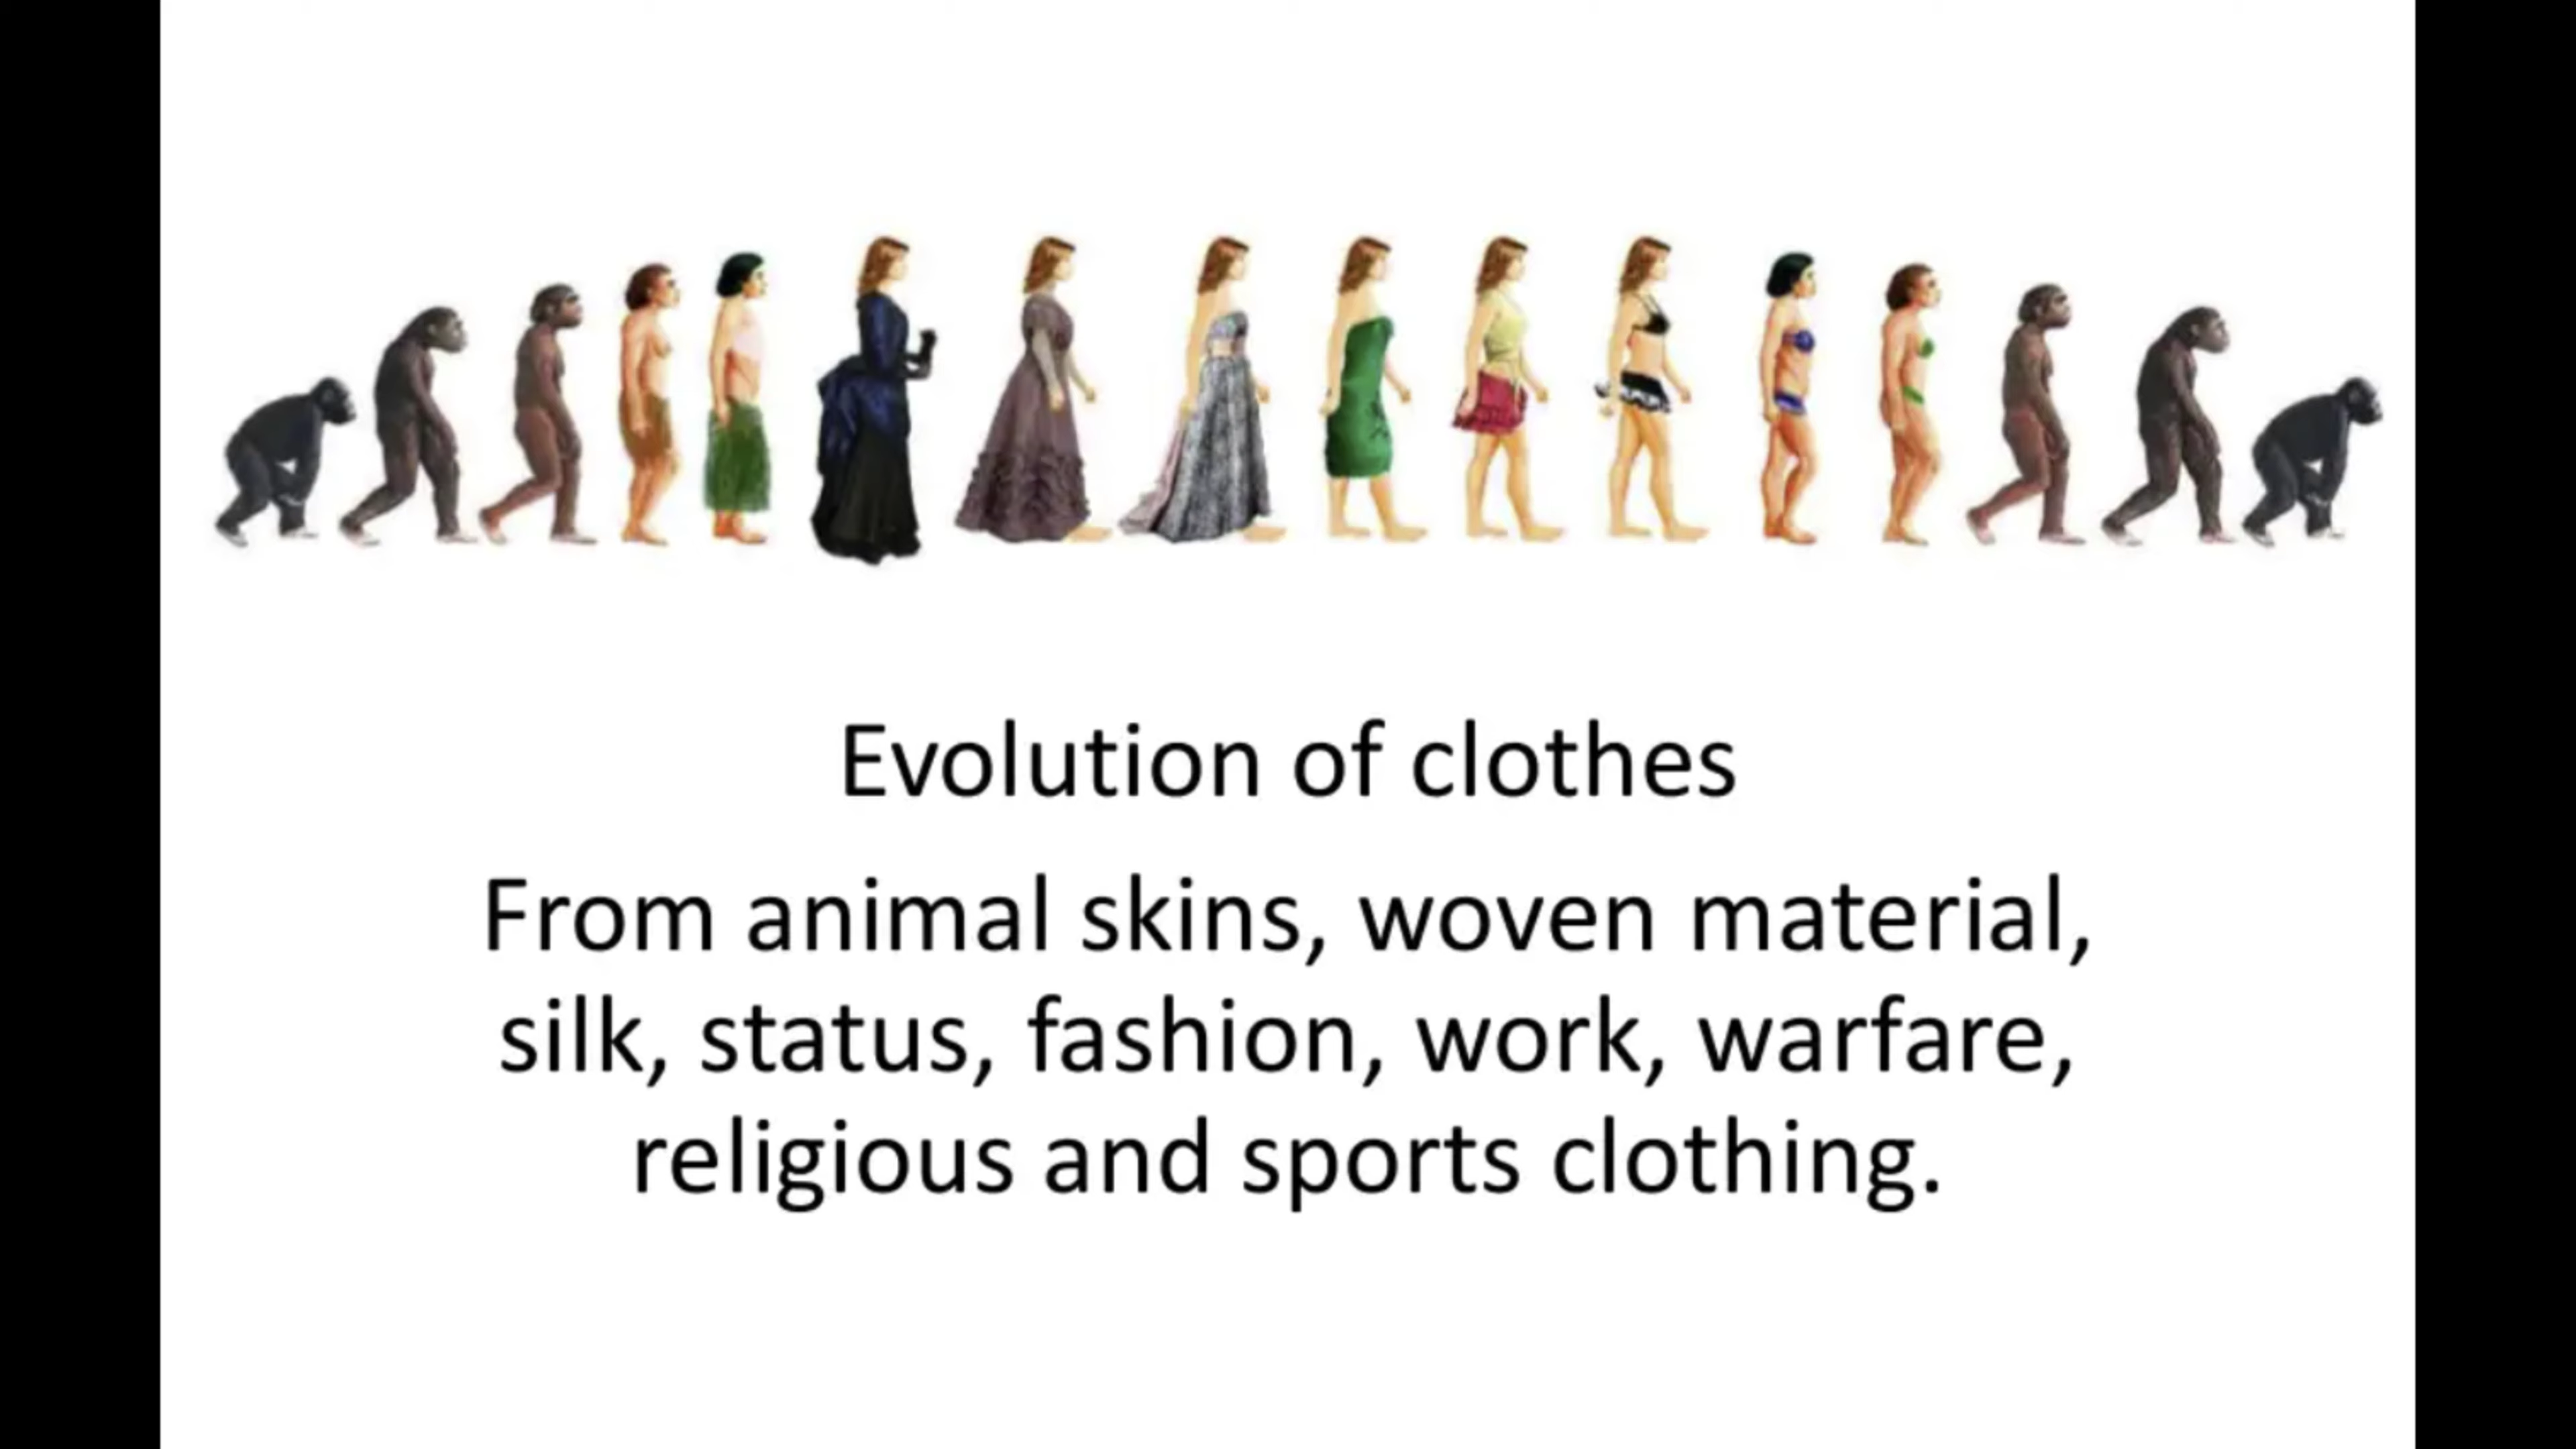 Evolution of clothes
From animal skins, woven material,
silk, status, fashion, work, warfare,
religious and sports clothing.